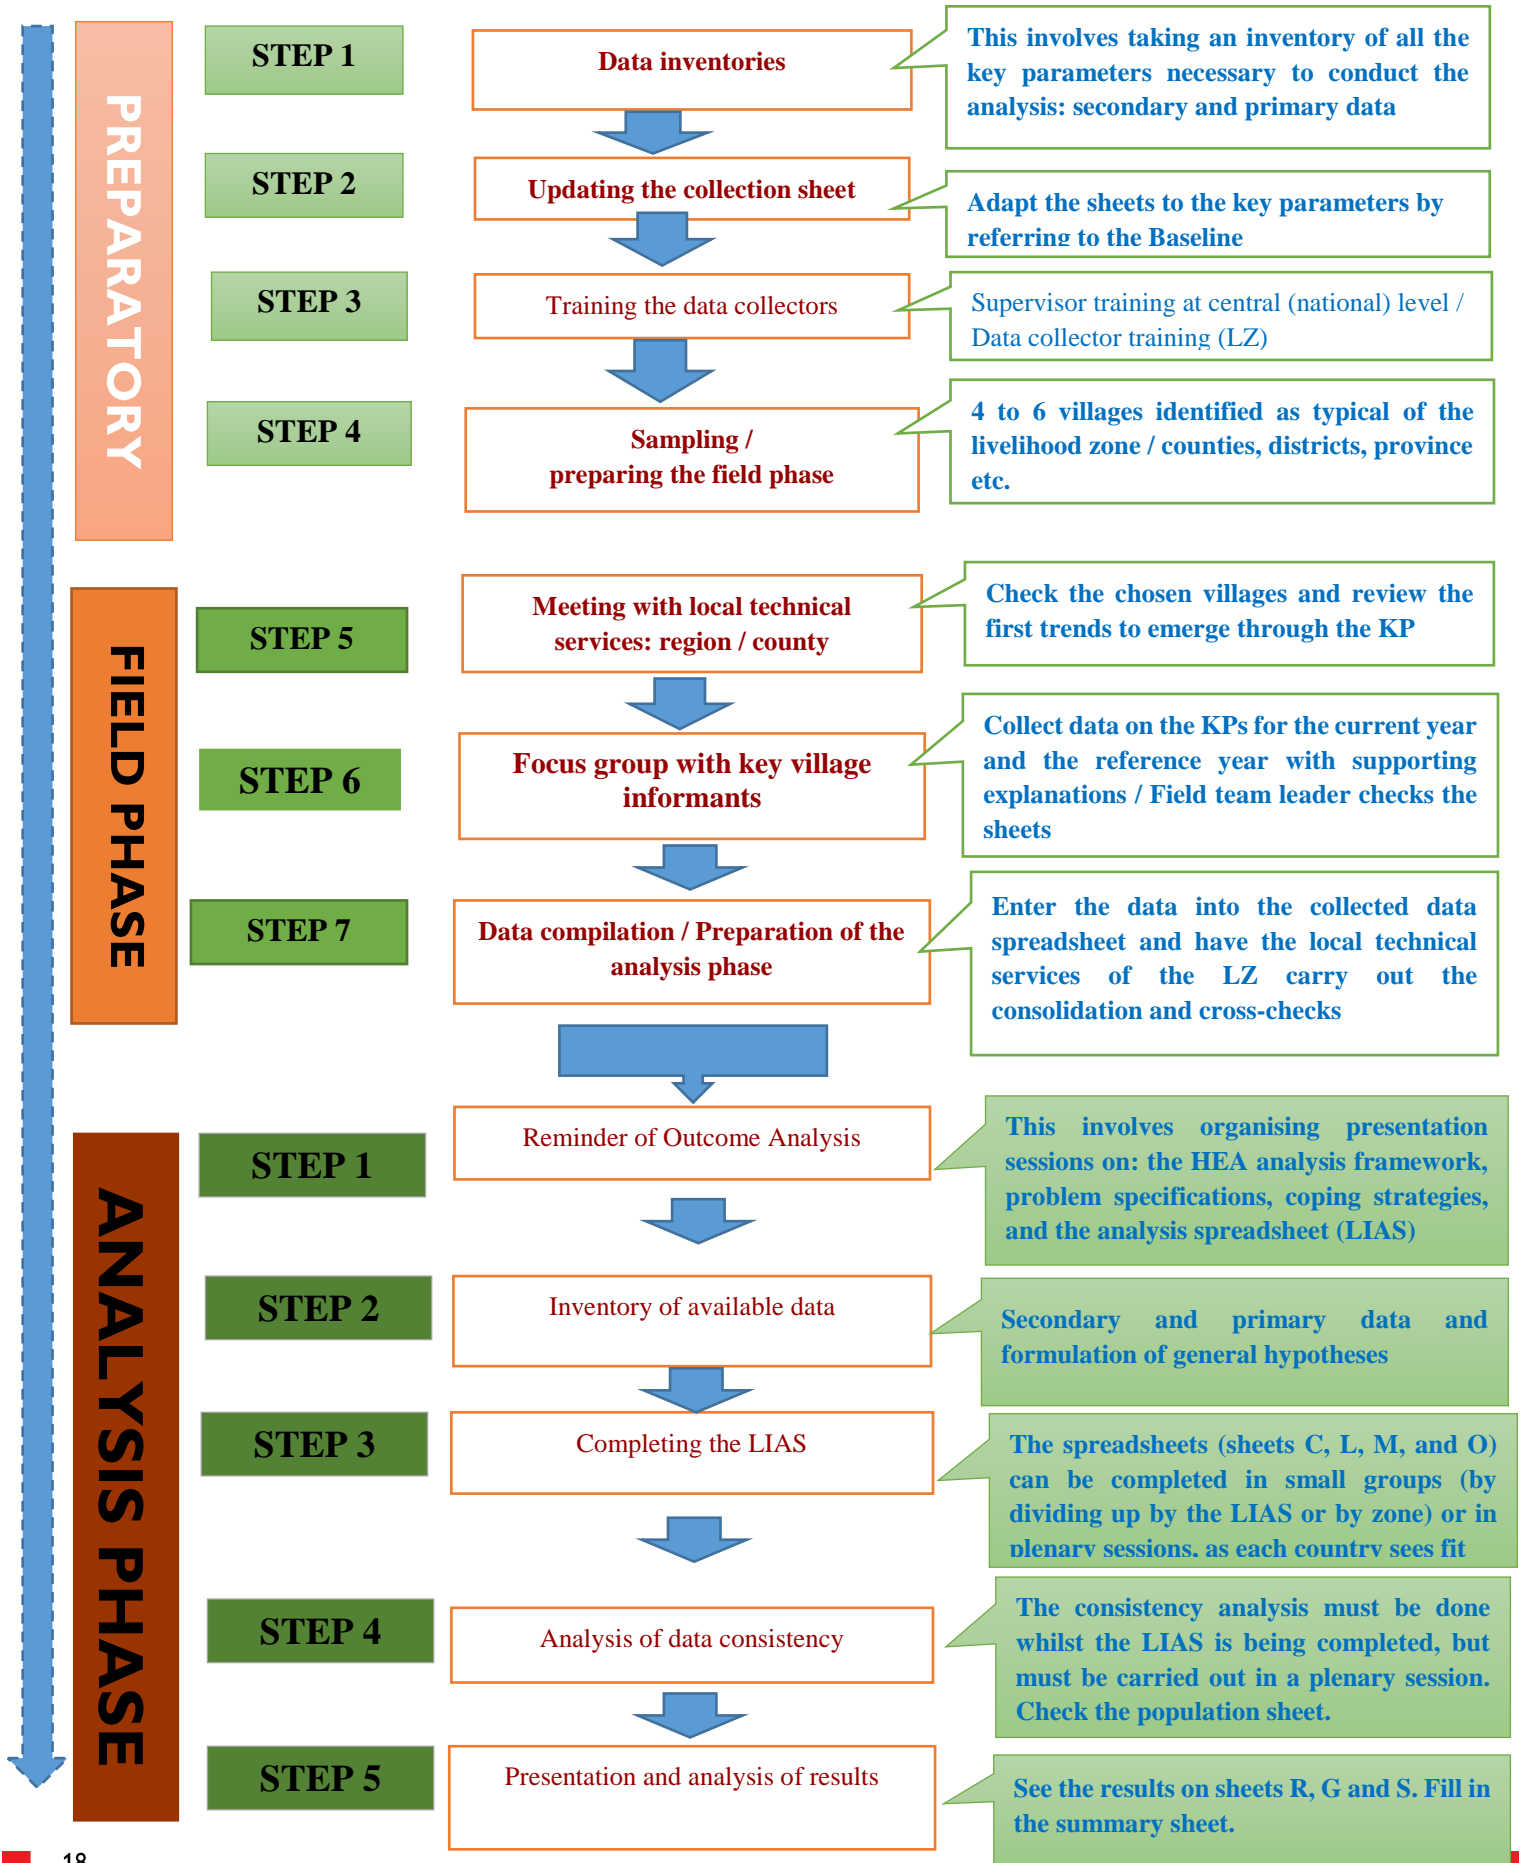 PREPARATORY
STEP 1
Data inventories
This involves taking an inventory of all the
key parameters necessary to conduct the
analysis: secondary and primary data
STEP 2
Updating the collection sheet
Adapt the sheets to the key parameters by
referring to the Baseline
STEP 3
Training the data collectors
Supervisor training at central (national) level /
Data collector training (LZ)
STEP 4
Sampling /
preparing the field phase
4 to 6 villages identified as typical of the
livelihood zone / counties, districts, province
etc.
FIELD PHASE
STEP 5
Meeting with local technical
services: region / county
Check the chosen villages and review the
first trends to emerge through the KP
STEP 6
Focus group with key village
informants
Collect data on the KPs for the current year
and the reference year with supporting
explanations / Field team leader checks the
sheets
STEP 7
Data compilation / Preparation of the
analysis phase
Enter the data into the collected data
spreadsheet and have the local technical
services of the LZ carry out the
consolidation and cross-checks
ANALYSIS PHASE
STEP 1
Reminder of Outcome Analysis
This involves organising presentation
sessions on: the HEA analysis framework,
problem specifications, coping strategies,
and the analysis spreadsheet (LIAS)
STEP 2
Inventory of available data
Secondary and primary data and
formulation of general hypotheses
STEP 3
Completing the LIAS
The spreadsheets (sheets C, L, M, and O)
can be completed in small groups (by
dividing up by the LIAS or by zone) or in
plenary sessions, as each country sees fit
STEP 4
Analysis of data consistency
The consistency analysis must be done
whilst the LIAS is being completed, but
must be carried out in a plenary session.
Check the population sheet.
STEP 5
Presentation and analysis of results
See the results on sheets R, G and S. Fill in
the summary sheet.
18